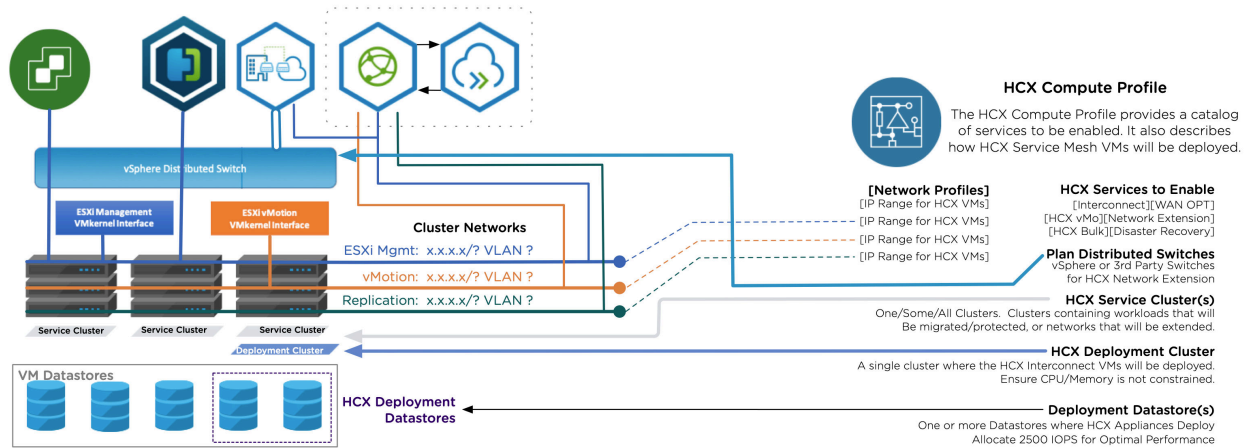 HCX Compute Profile
The HCX Compute Profile provides a catalog
of services to be enabled. It also describes
how HCX Service Mesh VMs will be deployed.
vSphere Distributed Switch
ESXi Management
VMkernel Interface
ESXi vMotion
VMkernel Interface
Cluster Networks
ESXi Mgmt: x.x.x.x/? VLAN ?
vMotion: x.x.x.x/? VLAN ?
Replication: x.x.x.x/? VLAN ?
[Network Profiles]
[IP Range for HCX VMs]
[IP Range for HCX VMs]
[IP Range for HCX VMs]
[IP Range for HCX VMs]
HCX Services to Enable
[Interconnect][WAN OPT]
[HCX vMo][Network Extension]
[HCX Bulk][Disaster Recovery]
Plan Distributed Switches
vSphere or 3rd Party Switches
for HCX Network Extension
Service Cluster
Service Cluster
Service Cluster
Deployment Cluster
HCX Service Cluster(s)
One/Some/All Clusters. Clusters containing workloads that will
Be migrated/protected, or networks that will be extended.
HCX Deployment Cluster
A single cluster where the HCX Interconnect VMs will be deployed.
Ensure CPU/Memory is not constrained.
VM Datastores
HCX Deployment
Datastores
Deployment Datastore(s)
One or more Datastores where HCX Appliances Deploy
Allocate 2500 IOPS for Optimal Performance